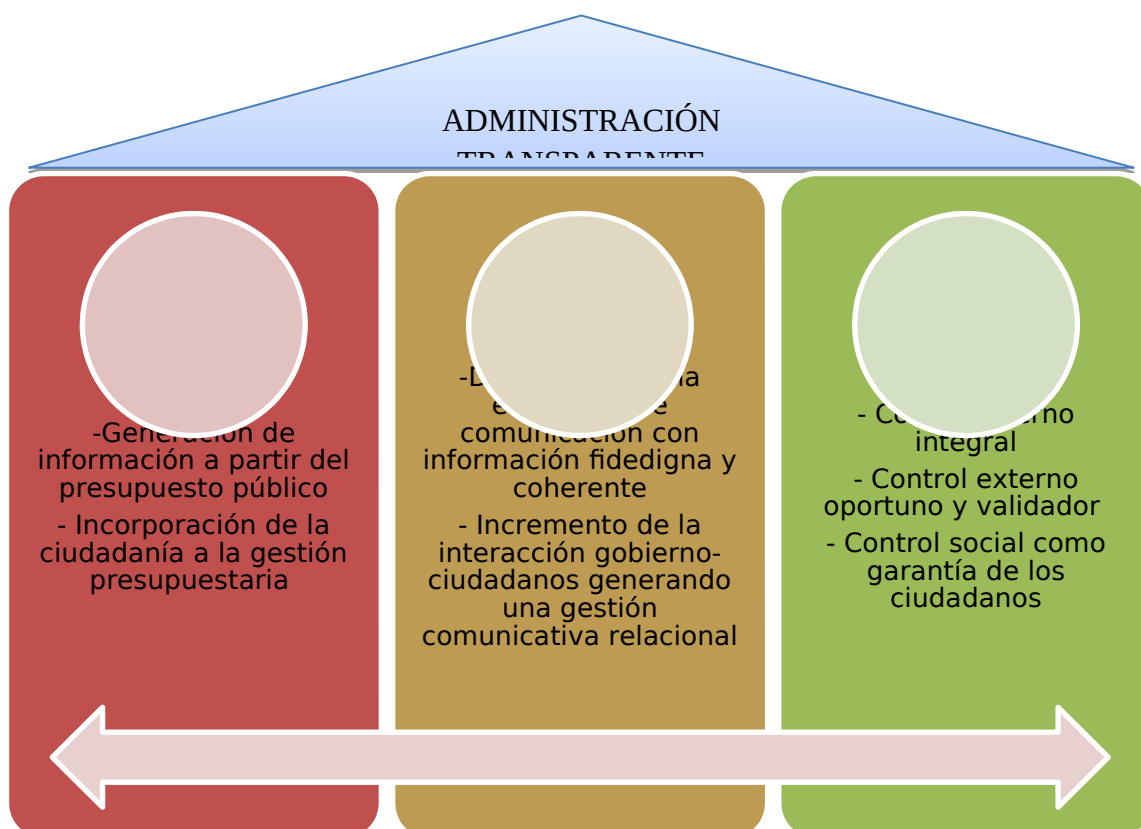 ADMINISTRACIÓN
TRANSPARENTE
-Generación de
información a partir del
presupuesto público
- Incorporación de la
ciudadanía a la gestión
presupuestaria
comunicación con
información fidedigna y
coherente
- Incremento de la
interacción gobierno-
ciudadanos generando
una gestión
comunicativa relacional
integral
- Control externo
oportuno y validador
- Control social como
garantía de los
ciudadanos